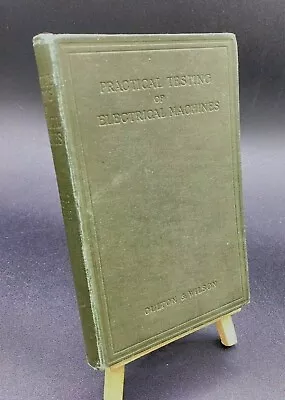 PRACTICAL TESTING
OF
ELECTRICAL MACHINES
OULTON & WILSON